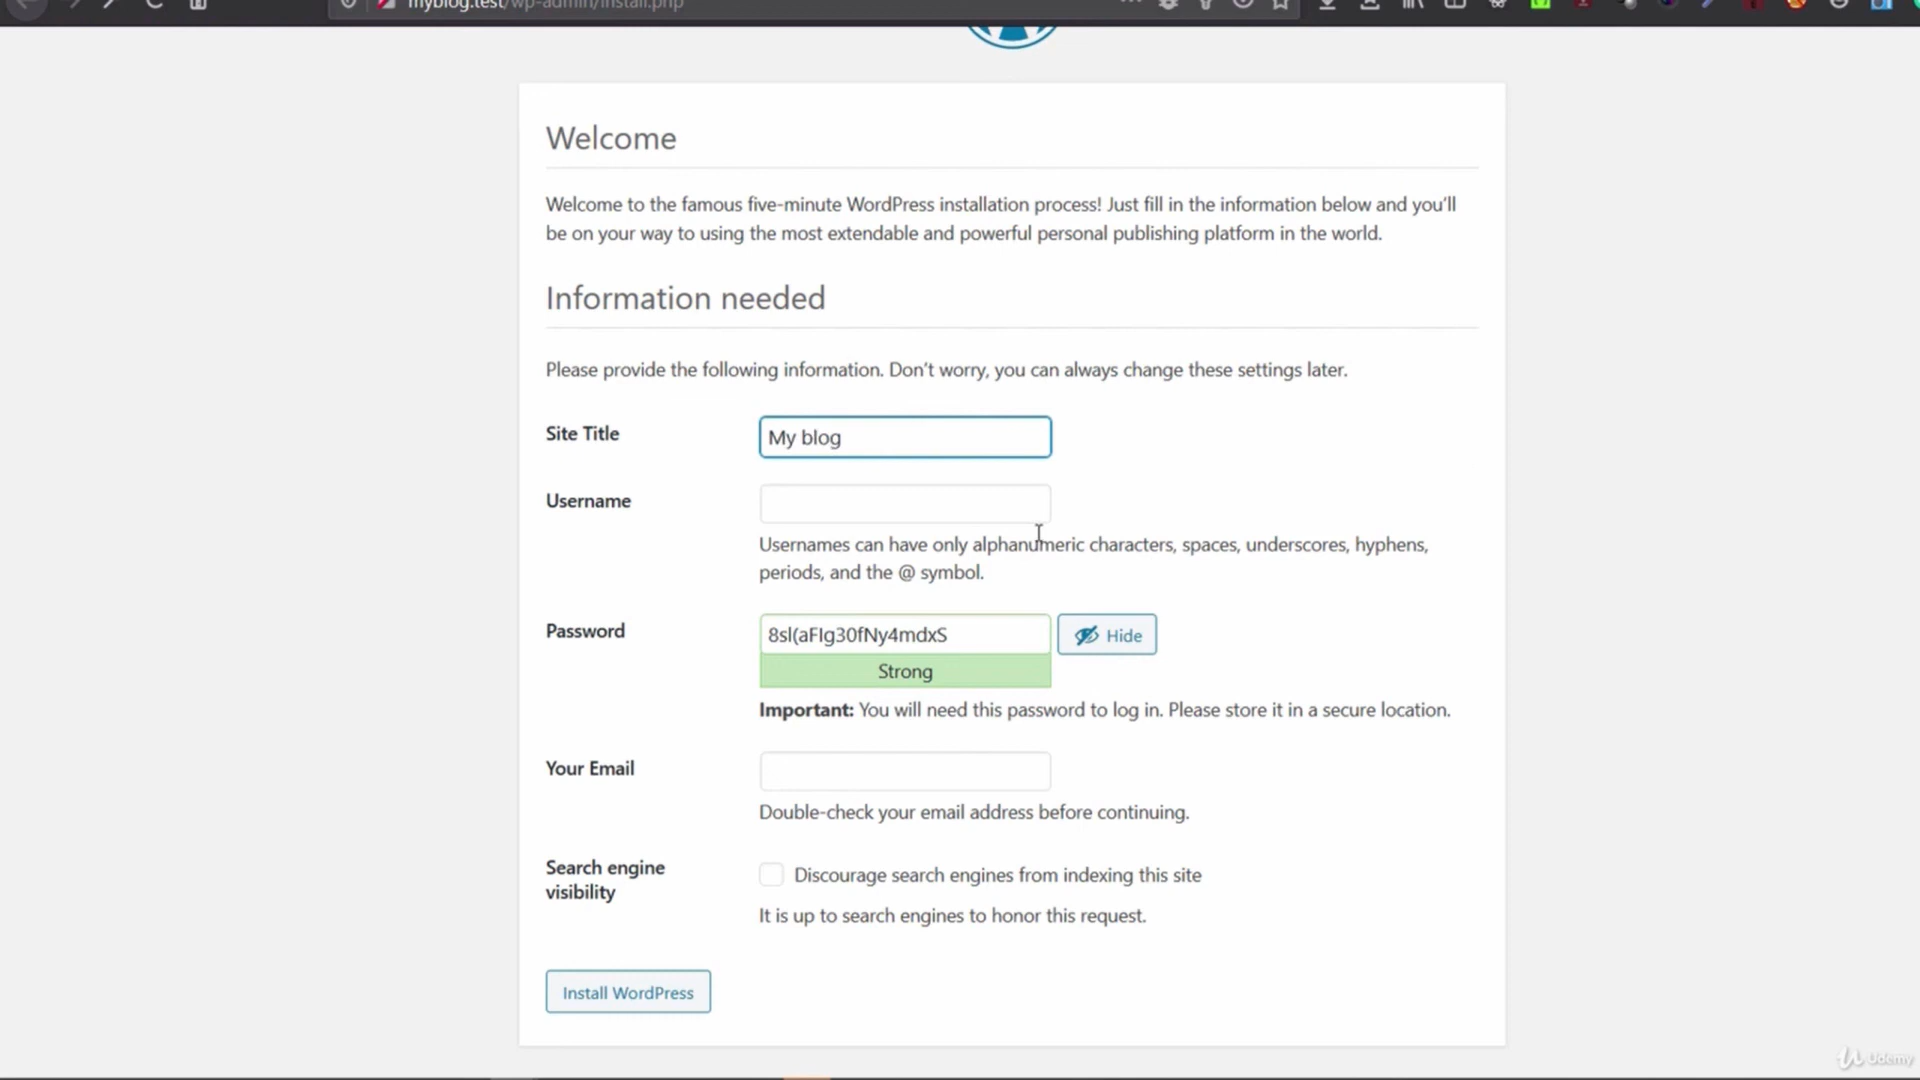 myblog.test/wp-admin/install.php
Welcome
Welcome to the famous five-minute WordPress installation process! Just fill in the information below and you’ll
be on your way to using the most extendable and powerful personal publishing platform in the world.
Information needed
Please provide the following information. Don’t worry, you can always change these settings later.
Site Title
My blog
Username
Usernames can have only alphanumeric characters, spaces, underscores, hyphens,
periods, and the @ symbol.
Password
8sl(aFIg30fNy4mdxS
Hide
Strong
Important: You will need this password to log in. Please store it in a secure location.
Your Email
Double-check your email address before continuing.
Search engine
visibility
Discourage search engines from indexing this site
It is up to search engines to honor this request.
Install WordPress
Udemy